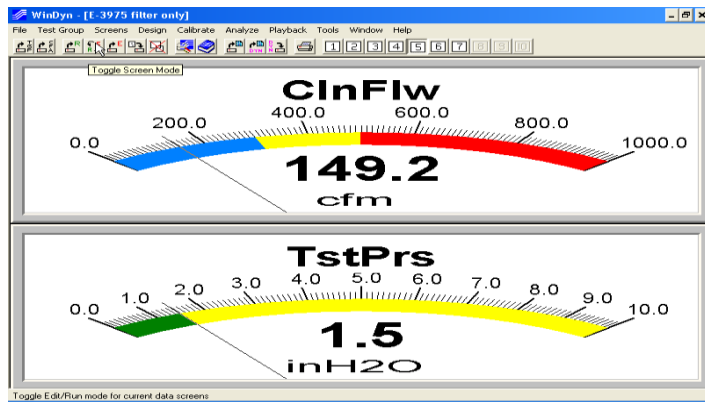 WinDyn - [E-3975 filter only]
File Test Group Screens Design Calibrate Analyze Playback Tools Window Help
1 2 3 4 5 6 7 8 9 10
Toggle Screen Mode
ClnFlw
0.0 200.0 400.0 600.0 800.0 1000.0
149.2
cfm
TstPrs
0.0 1.0 2.0 3.0 4.0 5.0 6.0 7.0 8.0 9.0 10.0
1.5
inH2O
Toggle Edit/Run mode for current data screens